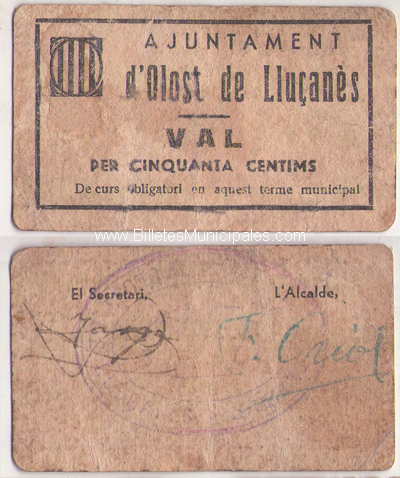 AJUNTAMENT
d'Olost de Lluçanès
VAL
PER CINQUANTA CENTIMS
De curs obligatori en aquest terme municipal
www.BilletesMunicipales.com
El Secretari,
L'Alcalde,
F. Oriol